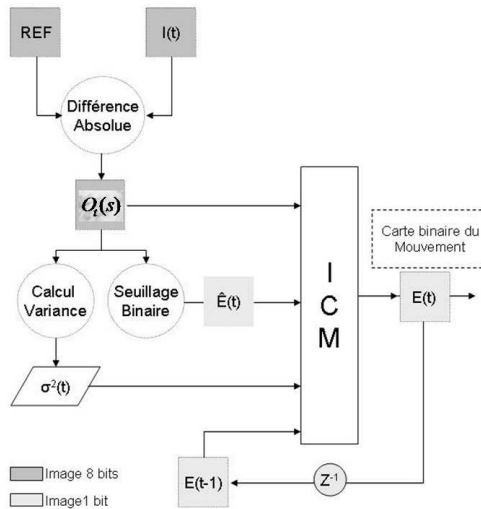 REF
I(t)
Différence
Absolue
Oₜ(s)
Calcul
Variance
Seuillage
Binaire
Ê(t)
σ²(t)
I
C
M
Carte binaire du
Mouvement
E(t)
E(t-1)
Z⁻¹
Image 8 bits
Image1 bit